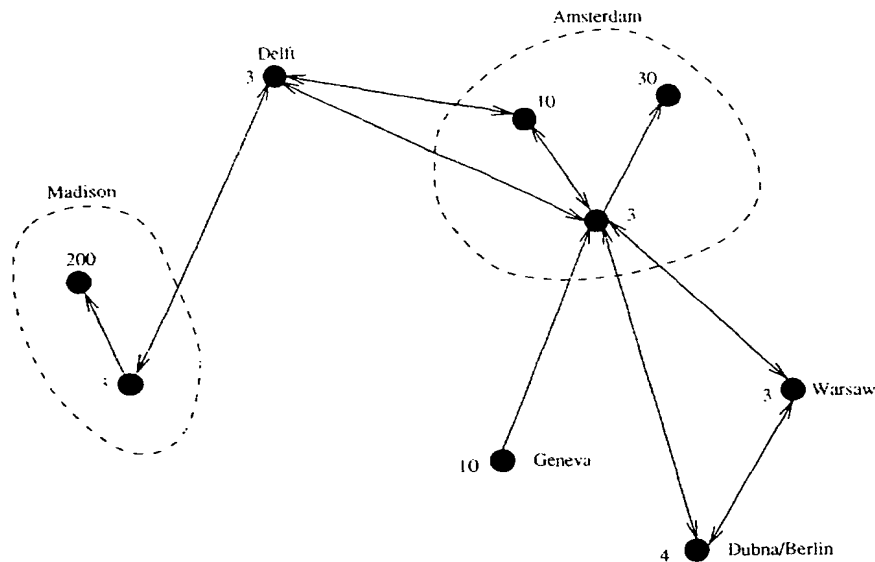 Amsterdam
Delft
3
10
30
Madison
3
200
3 Warsaw
10 Geneva
4 Dubna/Berlin